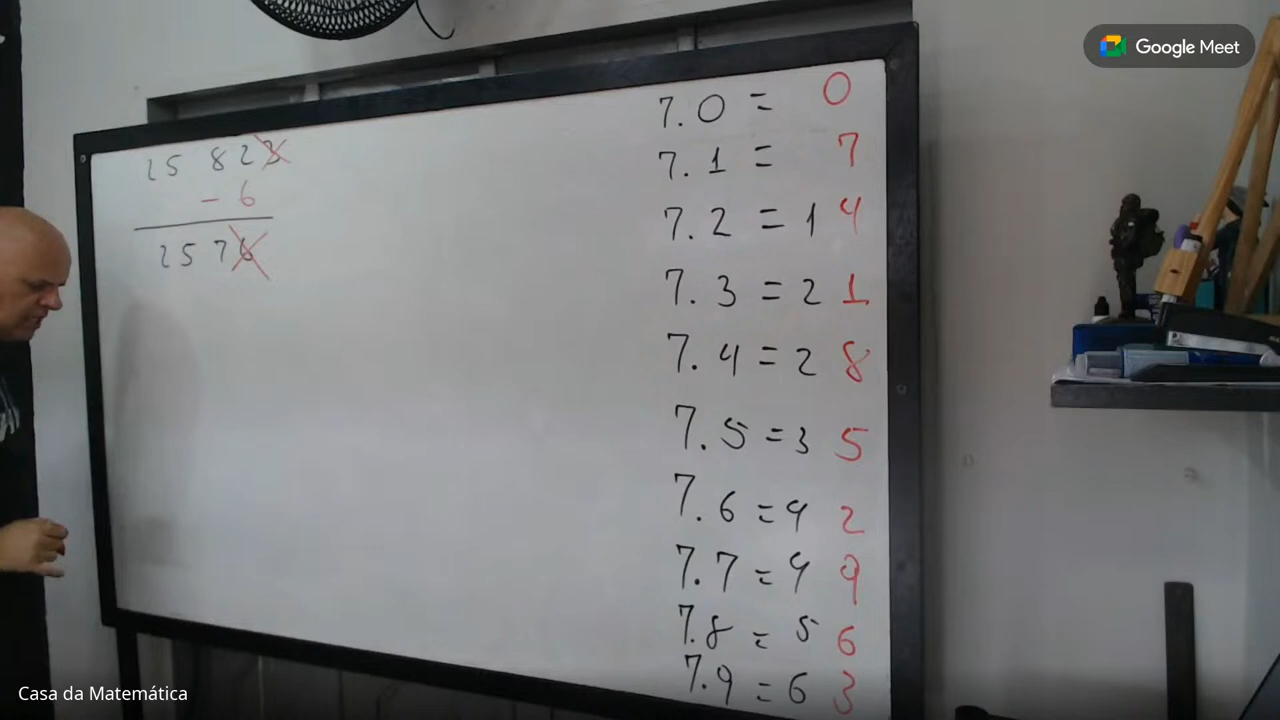 Google Meet
25 823
- 6
25 76
7.0 = 0
7.1 = 7
7.2 = 14
7.3 = 21
7.4 = 28
7.5 = 35
7.6 = 42
7.7 = 49
7.8 = 56
7.9 = 63
Casa da Matemática